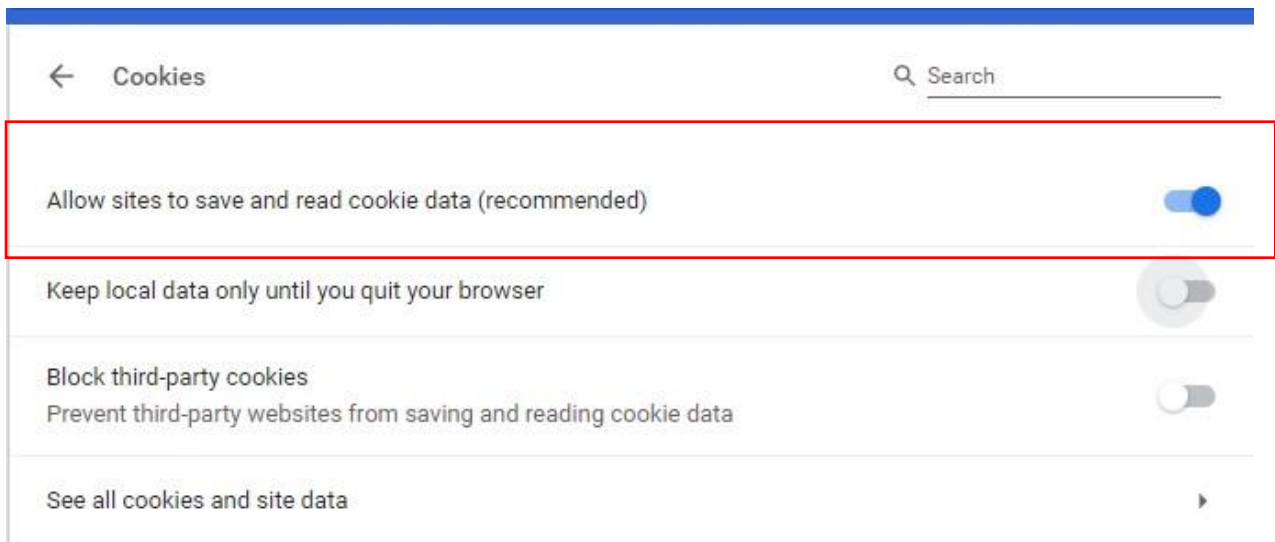 Cookies
Search
Allow sites to save and read cookie data (recommended)
Keep local data only until you quit your browser
Block third-party cookies
Prevent third-party websites from saving and reading cookie data
See all cookies and site data